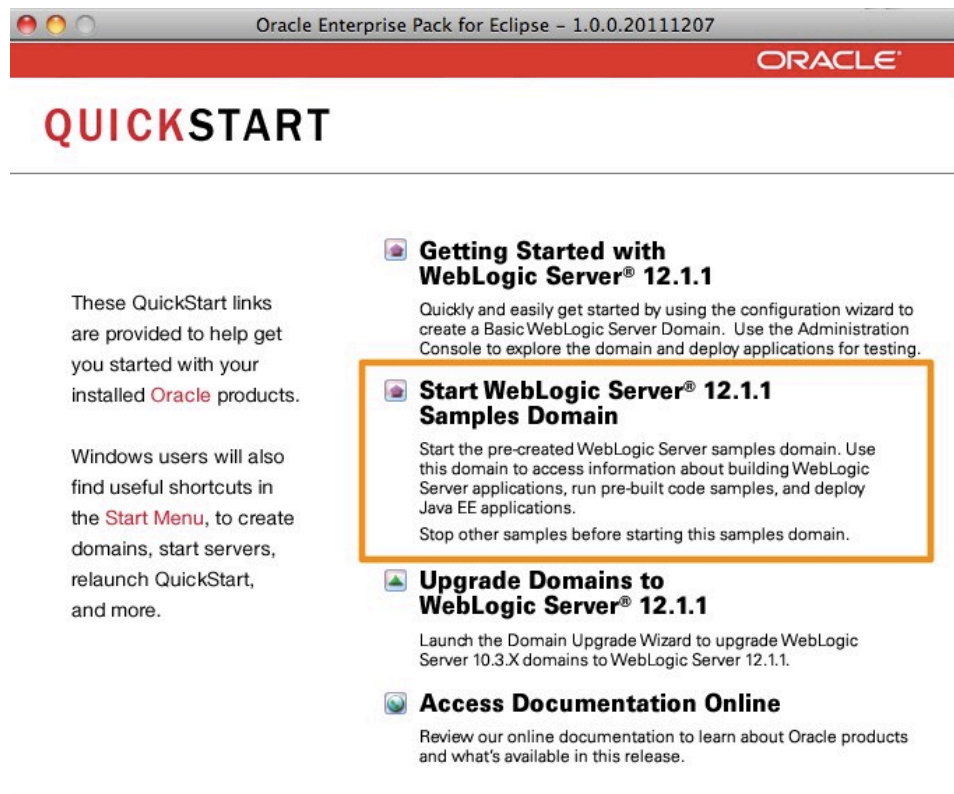 Oracle Enterprise Pack for Eclipse – 1.0.0.20111207
ORACLE®
QUICKSTART
These QuickStart links
are provided to help get
you started with your
installed Oracle products.
Windows users will also
find useful shortcuts in
the Start Menu, to create
domains, start servers,
relaunch QuickStart,
and more.
Getting Started with
WebLogic Server® 12.1.1
Quickly and easily get started by using the configuration wizard to
create a Basic WebLogic Server Domain. Use the Administration
Console to explore the domain and deploy applications for testing.
Start WebLogic Server® 12.1.1
Samples Domain
Start the pre-created WebLogic Server samples domain. Use
this domain to access information about building WebLogic
Server applications, run pre-built code samples, and deploy
Java EE applications.
Stop other samples before starting this samples domain.
Upgrade Domains to
WebLogic Server® 12.1.1
Launch the Domain Upgrade Wizard to upgrade WebLogic
Server 10.3.X domains to WebLogic Server 12.1.1.
Access Documentation Online
Review our online documentation to learn about Oracle products
and what's available in this release.